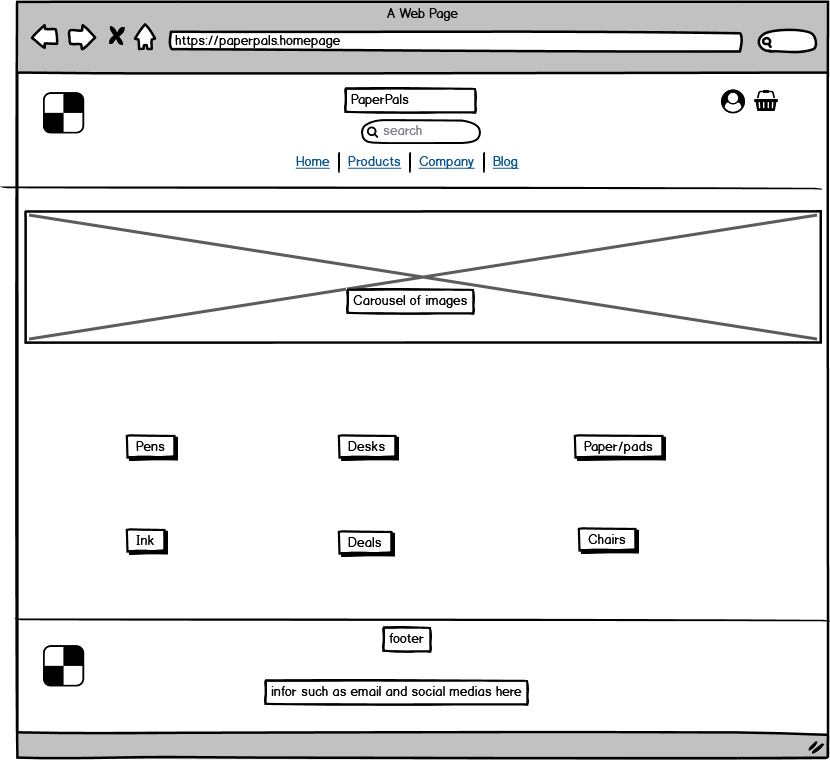 A Web Page
https://paperpals.homepage
PaperPals
search
Home Products Company Blog
Carousel of images
Pens Desks Paper/pads
Ink Deals Chairs
footer
infor such as email and social medias here